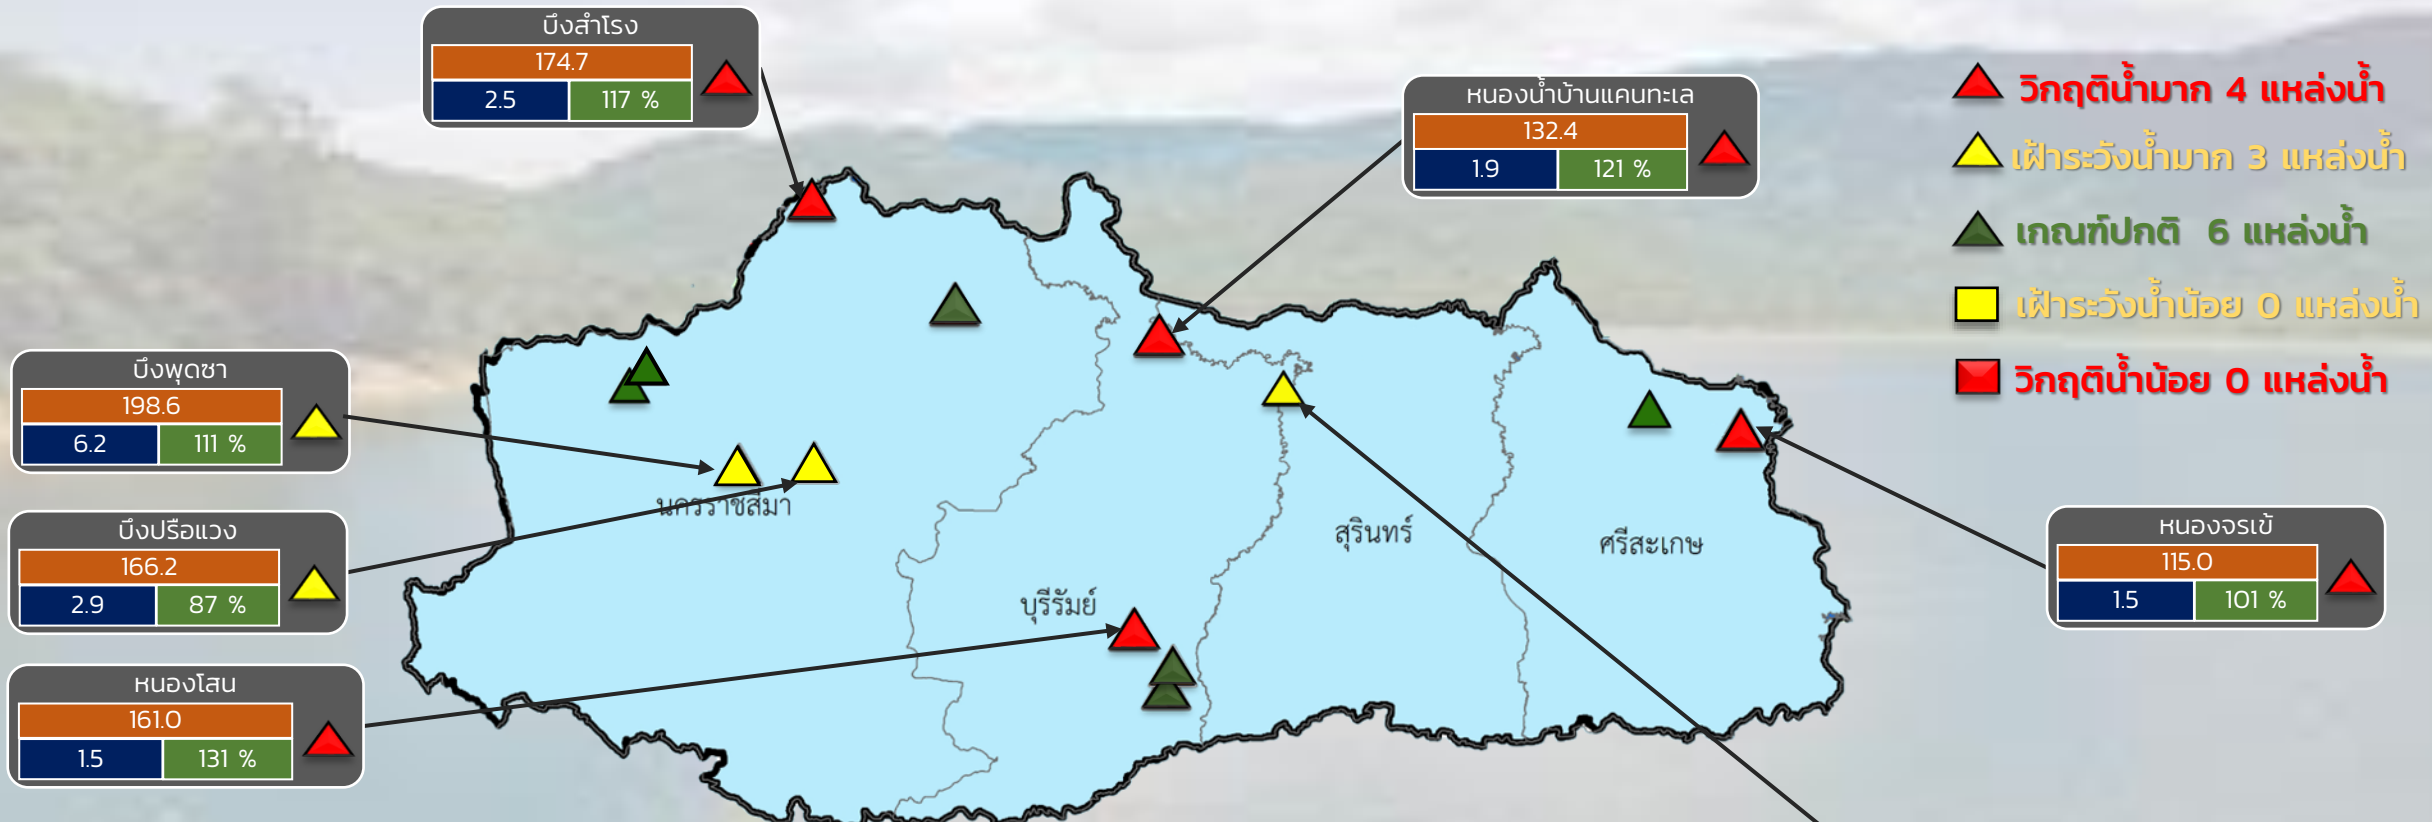 บึงสำโรง
174.7
2.5 117 %
หนองน้ำบ้านแคนทะเล
132.4
1.9 121 %
วิกฤติน้ำมาก 4 แหล่งน้ำ
เฝ้าระวังน้ำมาก 3 แหล่งน้ำ
เกณฑ์ปกติ 6 แหล่งน้ำ
เฝ้าระวังน้ำน้อย 0 แหล่งน้ำ
วิกฤติน้ำน้อย 0 แหล่งน้ำ
บึงพุดซา
198.6
6.2 111 %
บึงปรือแวง
166.2
2.9 87 %
หนองโสน
161.0
1.5 131 %
นครราชสีมา
บุรีรัมย์
สุรินทร์
ศรีสะเกษ
หนองจรเข้
115.0
1.5 101 %